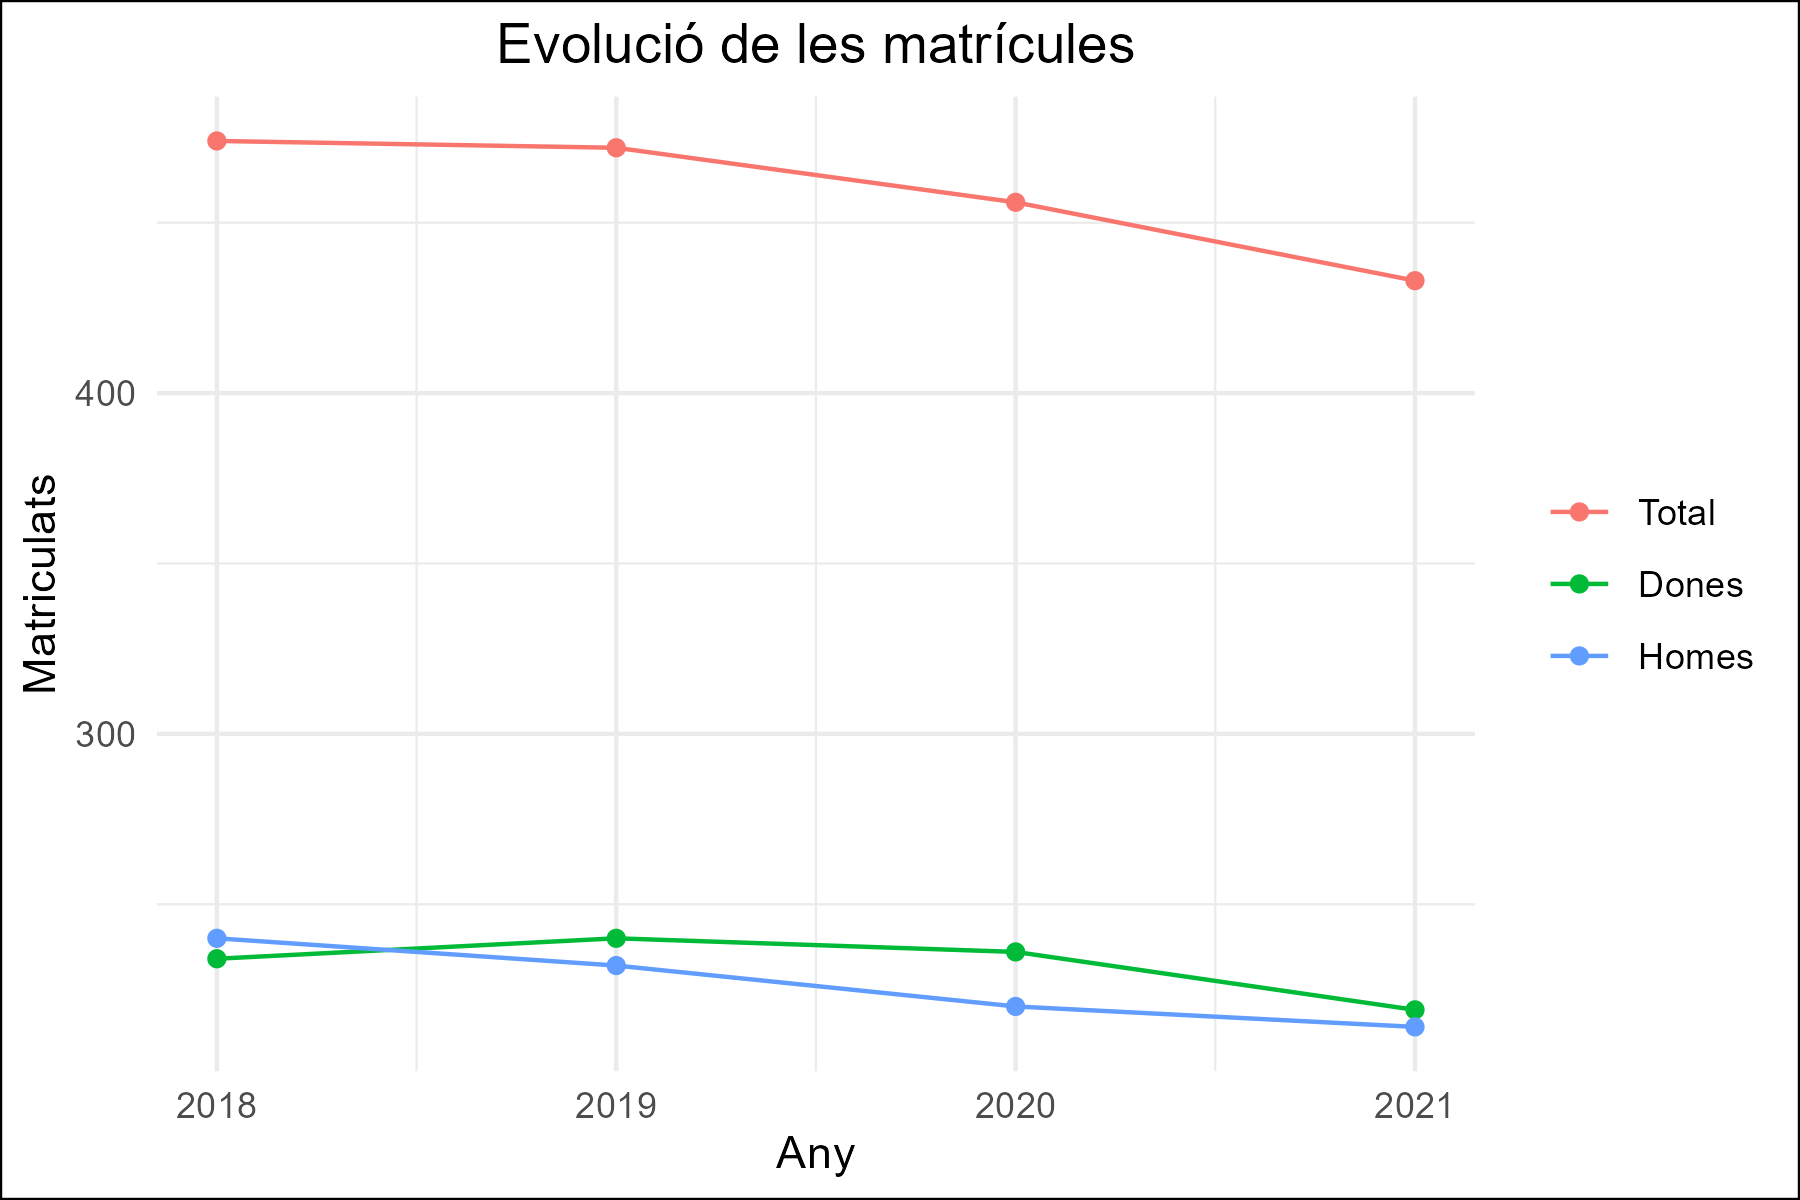 Evolució de les matrícules
400
300
Matriculats
2018 2019 2020 2021
Any
Total
Dones
Homes